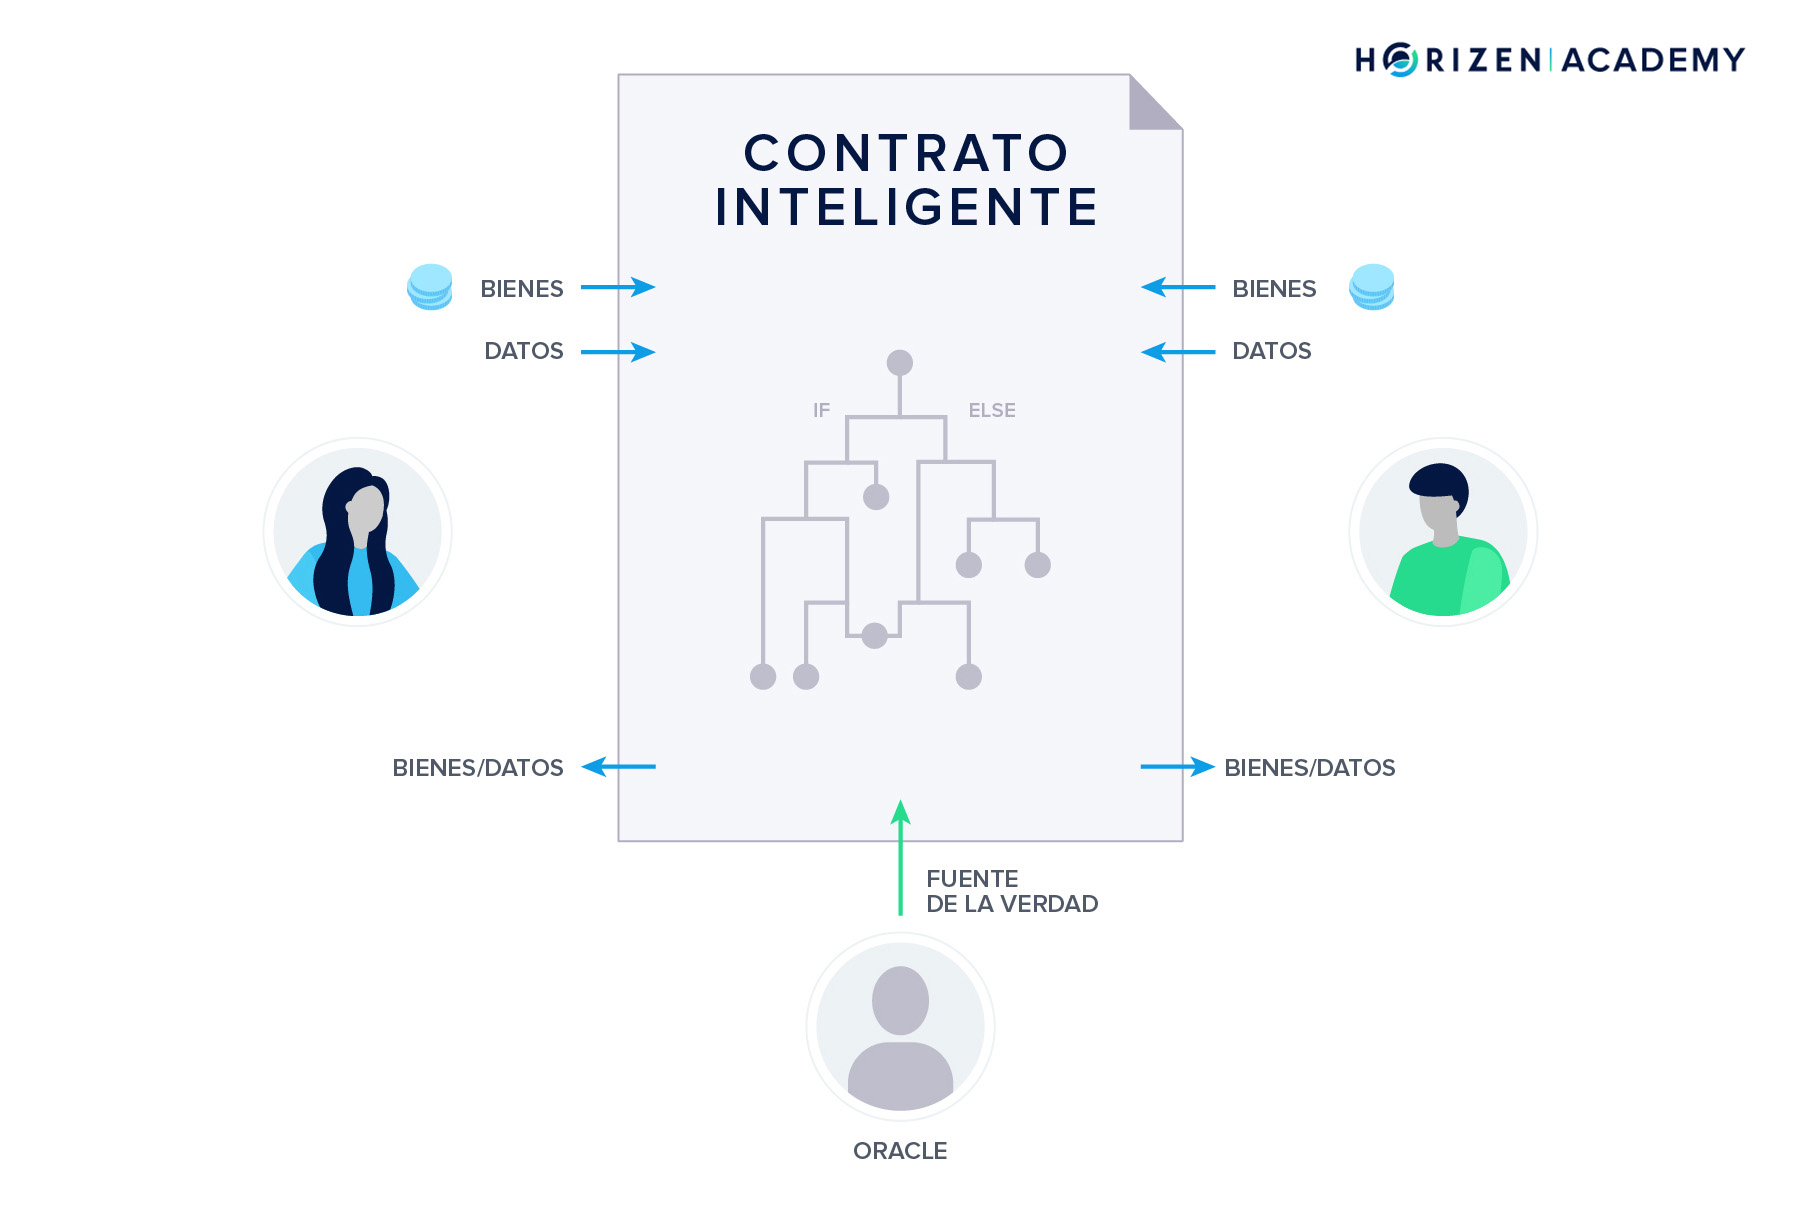 HORIZEN | ACADEMY
CONTRATO
INTELIGENTE
BIENES
BIENES
DATOS
DATOS
IF
ELSE
BIENES/DATOS
BIENES/DATOS
FUENTE
DE LA VERDAD
ORACLE